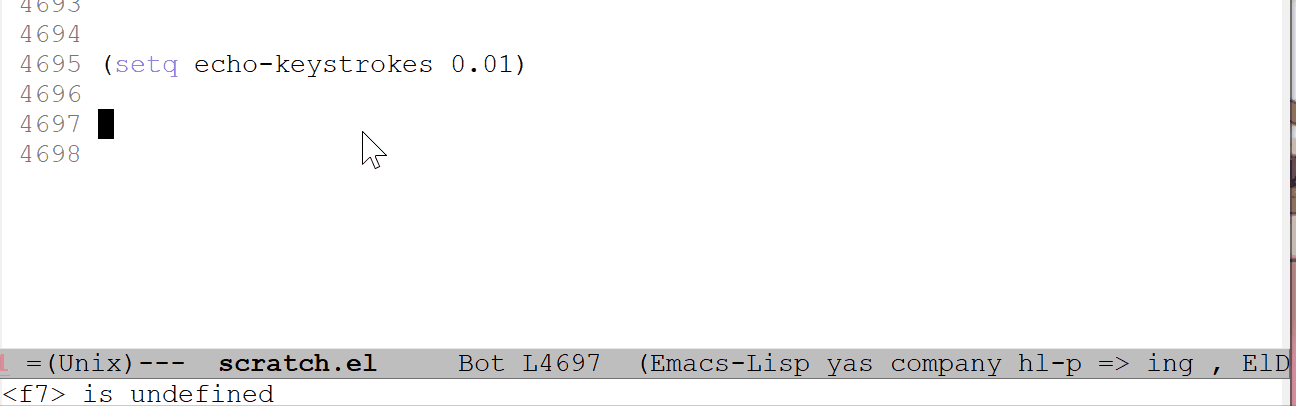 4693
4694
4695 (setq echo-keystrokes 0.01)
4696
4697
4698
=(Unix)--- scratch.el Bot L4697 (Emacs-Lisp yas company hl-p => ing , ElD
<f7> is undefined